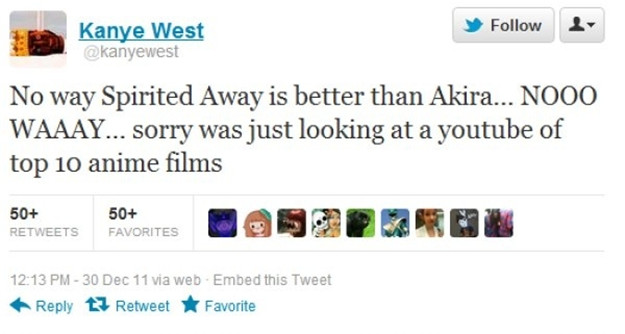 Kanye West
@kanyewest
Follow
No way Spirited Away is better than Akira... NOOO
WAAAY... sorry was just looking at a youtube of
top 10 anime films
50+
RETWEETS
50+
FAVORITES
12:13 PM - 30 Dec 11 via web · Embed this Tweet
Reply Retweet Favorite